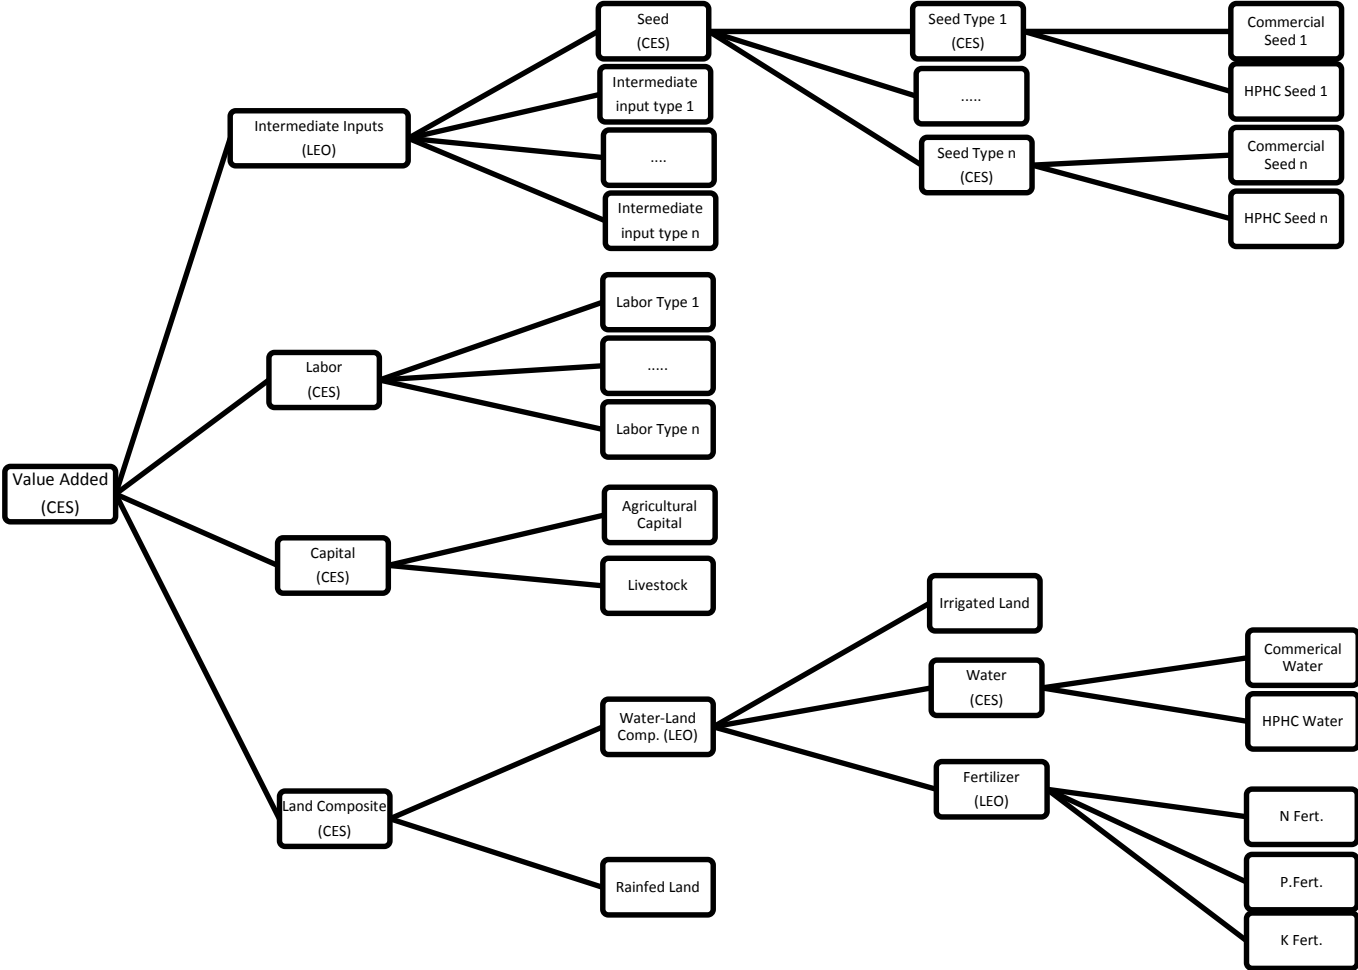 Value Added
(CES)
Intermediate Inputs
(LEO)
Seed
(CES)
Intermediate
input type 1
....
Intermediate
input type n
Seed Type 1
(CES)
.....
Seed Type n
(CES)
Commercial
Seed 1
HPHC Seed 1
Commercial
Seed n
HPHC Seed n
Labor
(CES)
Labor Type 1
.....
Labor Type n
Capital
(CES)
Agricultural
Capital
Livestock
Land Composite
(CES)
Water-Land
Comp. (LEO)
Rainfed Land
Irrigated Land
Water
(CES)
Fertilizer
(LEO)
Commerical
Water
HPHC Water
N Fert.
P.Fert.
K Fert.